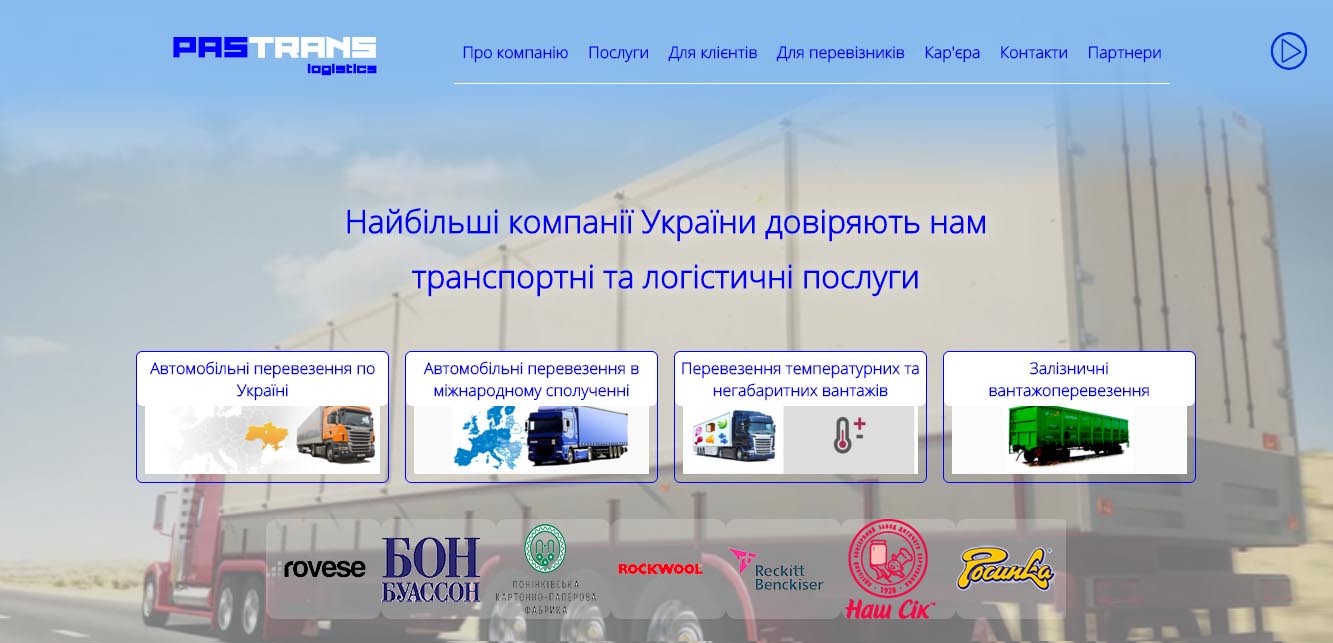 PASTRANS
logistics
Про компанію Послуги Для клієнтів Для перевізників Кар'єра Контакти Партнери
Найбільші компанії України довіряють нам
транспортні та логістичні послуги
Автомобільні перевезення по
Україні
Автомобільні перевезення в
міжнародному сполученні
Перевезення температурних та
негабаритних вантажів
Залізничні
вантажоперевезення
rovese
БОН
БУАССОН
ПОНІНКІВСЬКА
КАРТОННО-ПАПЕРОВА
ФАБРИКА
ROCKWOOL
Reckitt
Benckiser
1928
Наш Сік
Росинка